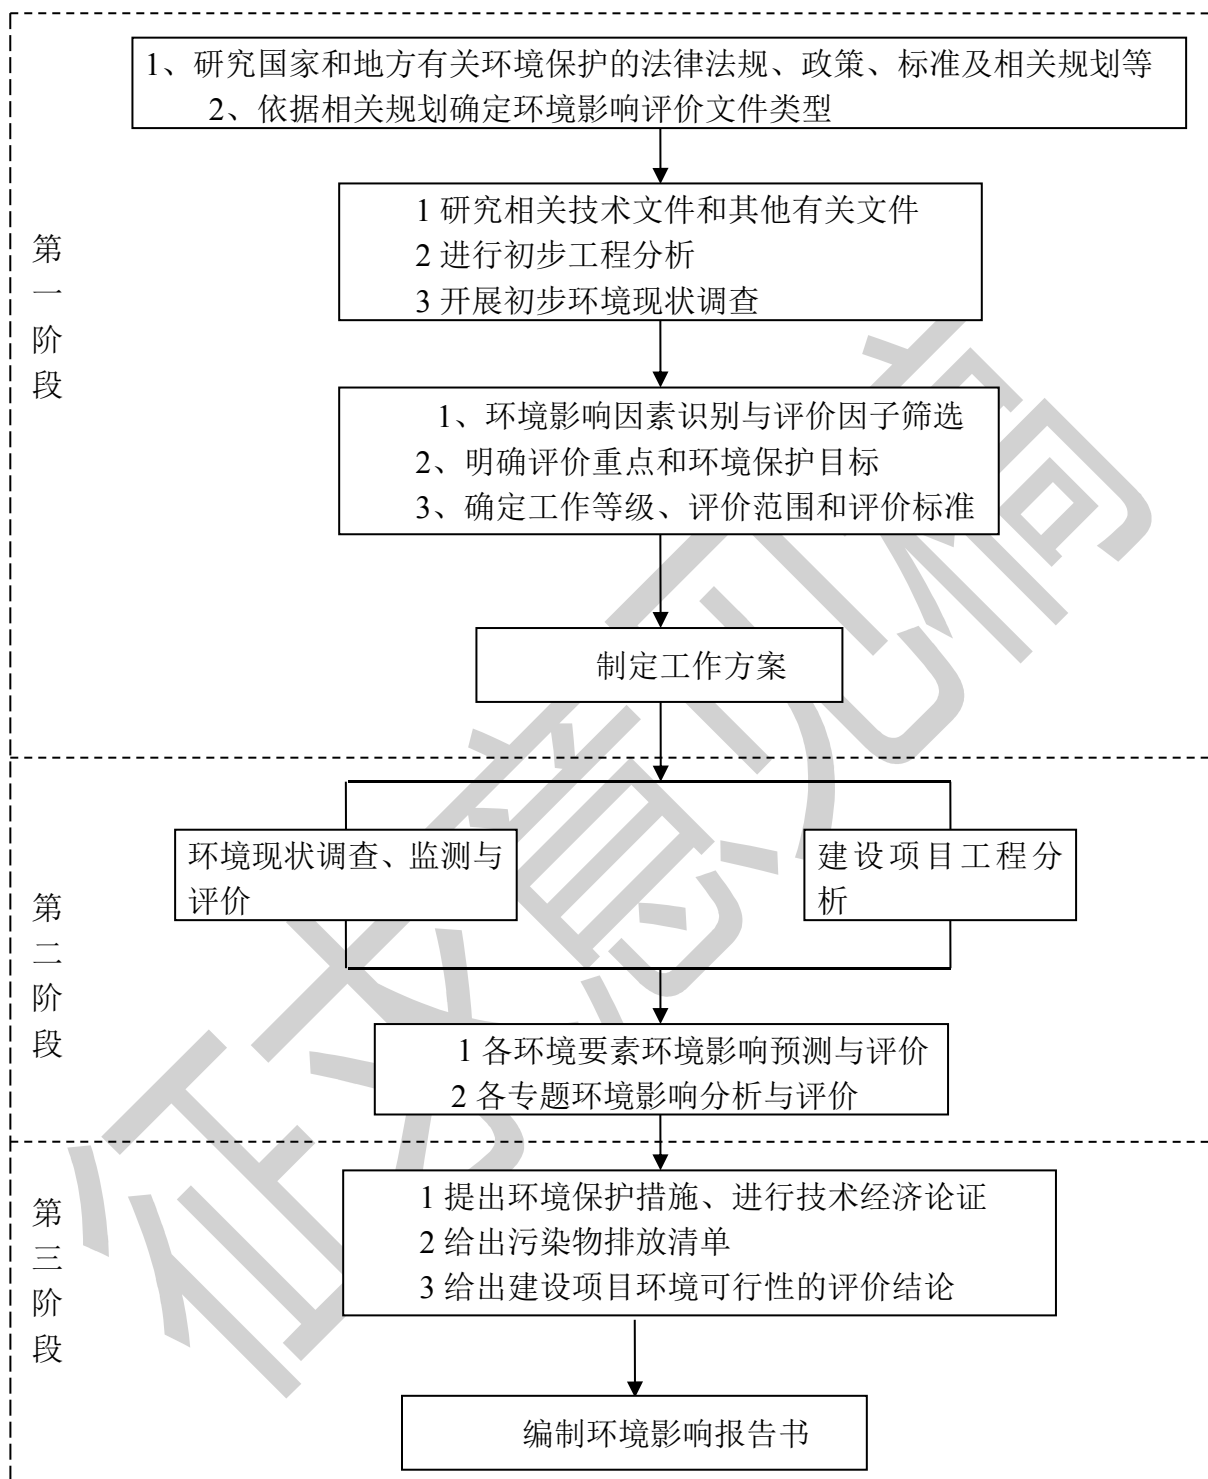 1、研究国家和地方有关环境保护的法律法规、政策、标准及相关规划等
2、依据相关规划确定环境影响评价文件类型
1 研究相关技术文件和其他有关文件
2 进行初步工程分析
3 开展初步环境现状调查
第
一
阶
段
1、环境影响因素识别与评价因子筛选
2、明确评价重点和环境保护目标
3、确定工作等级、评价范围和评价标准
制定工作方案
环境现状调查、监测与
评价
建设项目工程分
析
第
二
阶
段
1 各环境要素环境影响预测与评价
2 各专题环境影响分析与评价
第
三
阶
段
1 提出环境保护措施、进行技术经济论证
2 给出污染物排放清单
3 给出建设项目环境可行性的评价结论
编制环境影响报告书
征求意见稿